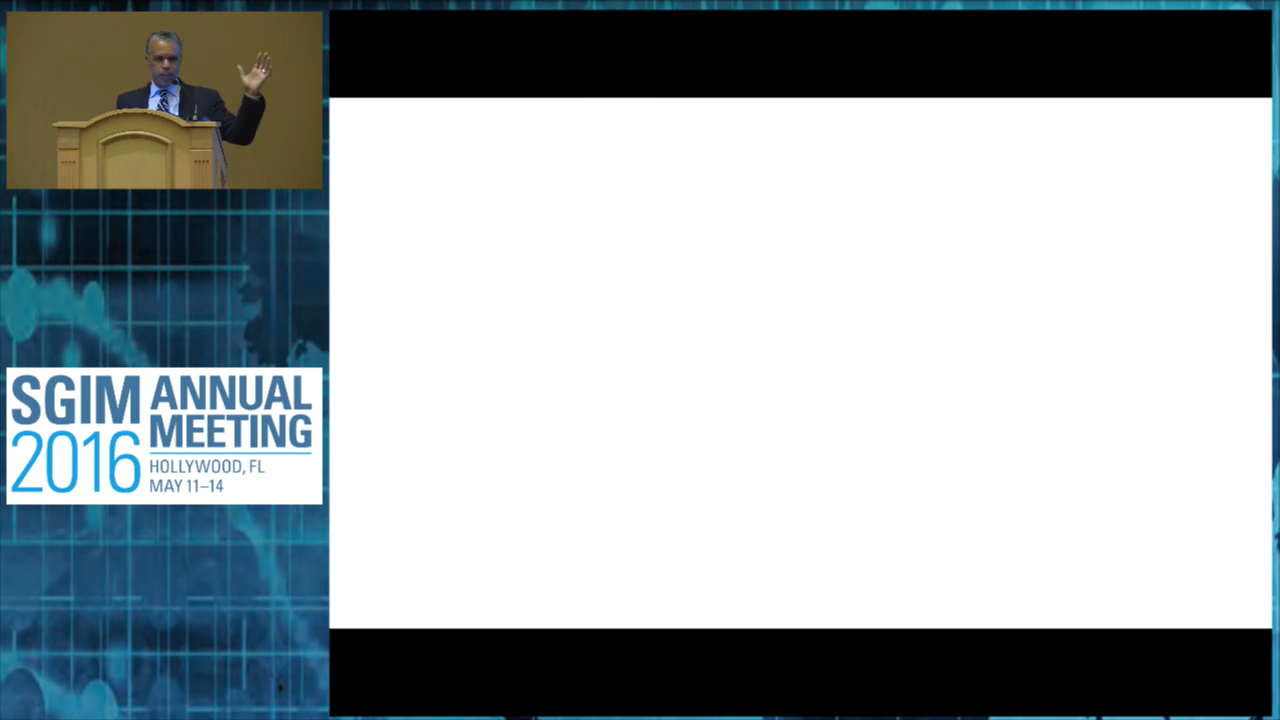 SGIM ANNUAL
2016 MEETING
HOLLYWOOD, FL
MAY 11–14